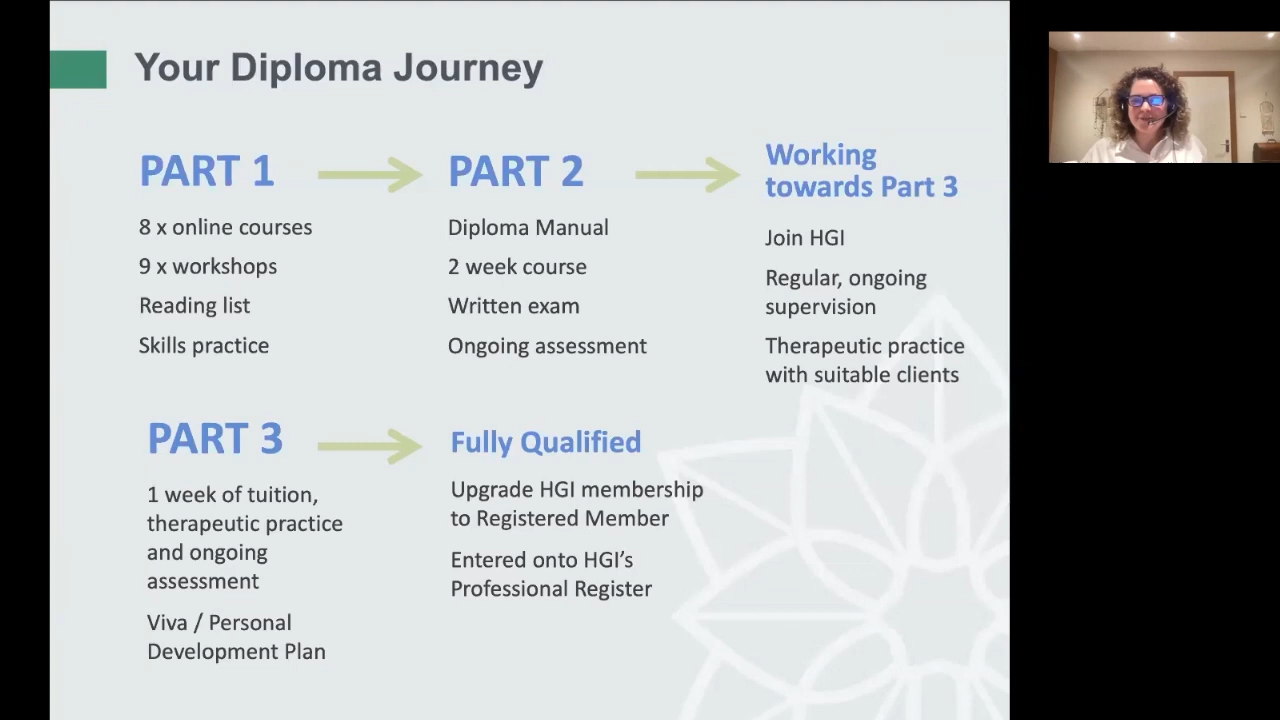 Your Diploma Journey
PART 1
8 x online courses
9 x workshops
Reading list
Skills practice
PART 2
Diploma Manual
2 week course
Written exam
Ongoing assessment
Working
towards Part 3
Join HGI
Regular, ongoing
supervision
Therapeutic practice
with suitable clients
PART 3
1 week of tuition,
therapeutic practice
and ongoing
assessment
Viva / Personal
Development Plan
Fully Qualified
Upgrade HGI membership
to Registered Member
Entered onto HGI’s
Professional Register